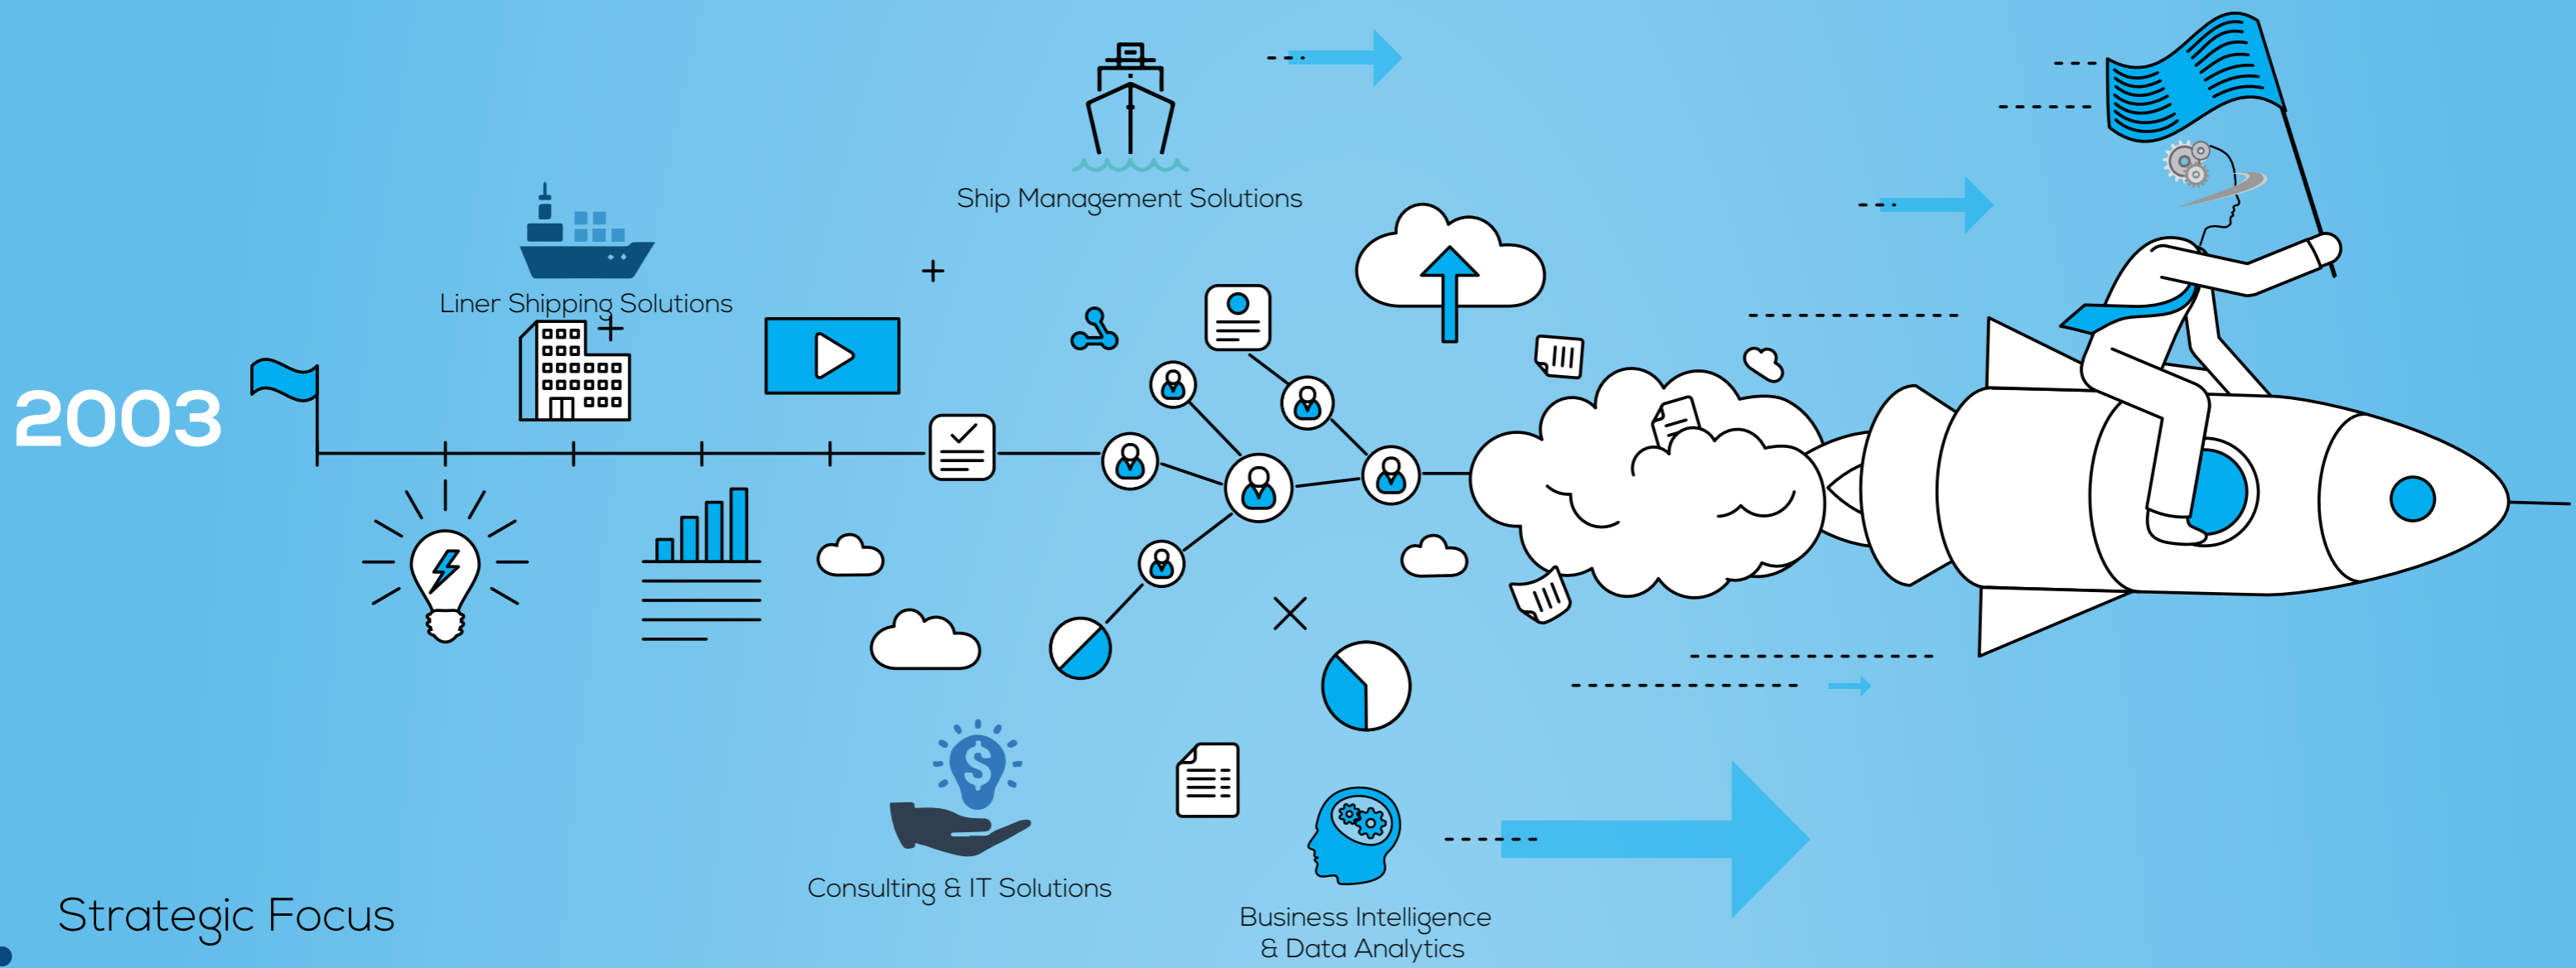 Ship Management Solutions
Liner Shipping Solutions
2003
Consulting & IT Solutions
Strategic Focus
Business Intelligence
& Data Analytics